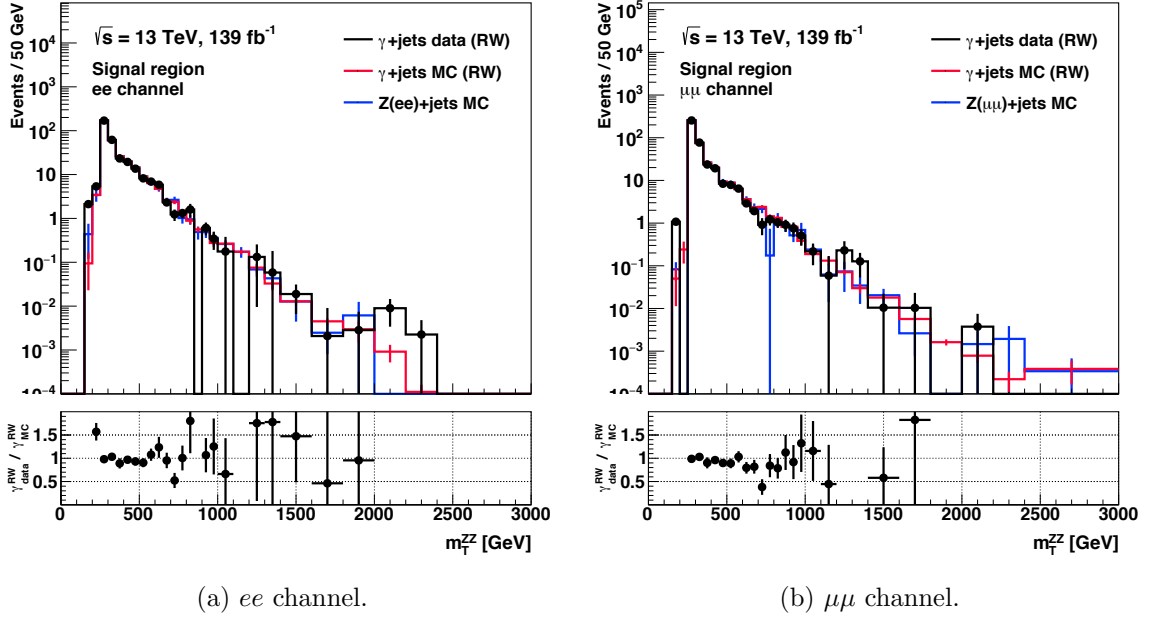 Events / 50 GeV
10⁴
10³
10²
10
1
10⁻¹
10⁻²
10⁻³
10⁻⁴
√s = 13 TeV, 139 fb⁻¹
Signal region
ee channel
γ+jets data (RW)
γ+jets MC (RW)
Z(ee)+jets MC
γ^RW_data / γ^RW_MC
1.5
1
0.5
0 500 1000 1500 2000 2500 3000
m_T^ZZ [GeV]
(a) ee channel.
Events / 50 GeV
10⁵
10⁴
10³
10²
10
1
10⁻¹
10⁻²
10⁻³
10⁻⁴
√s = 13 TeV, 139 fb⁻¹
Signal region
μμ channel
γ+jets data (RW)
γ+jets MC (RW)
Z(μμ)+jets MC
γ^RW_data / γ^RW_MC
1.5
1
0.5
0 500 1000 1500 2000 2500 3000
m_T^ZZ [GeV]
(b) μμ channel.